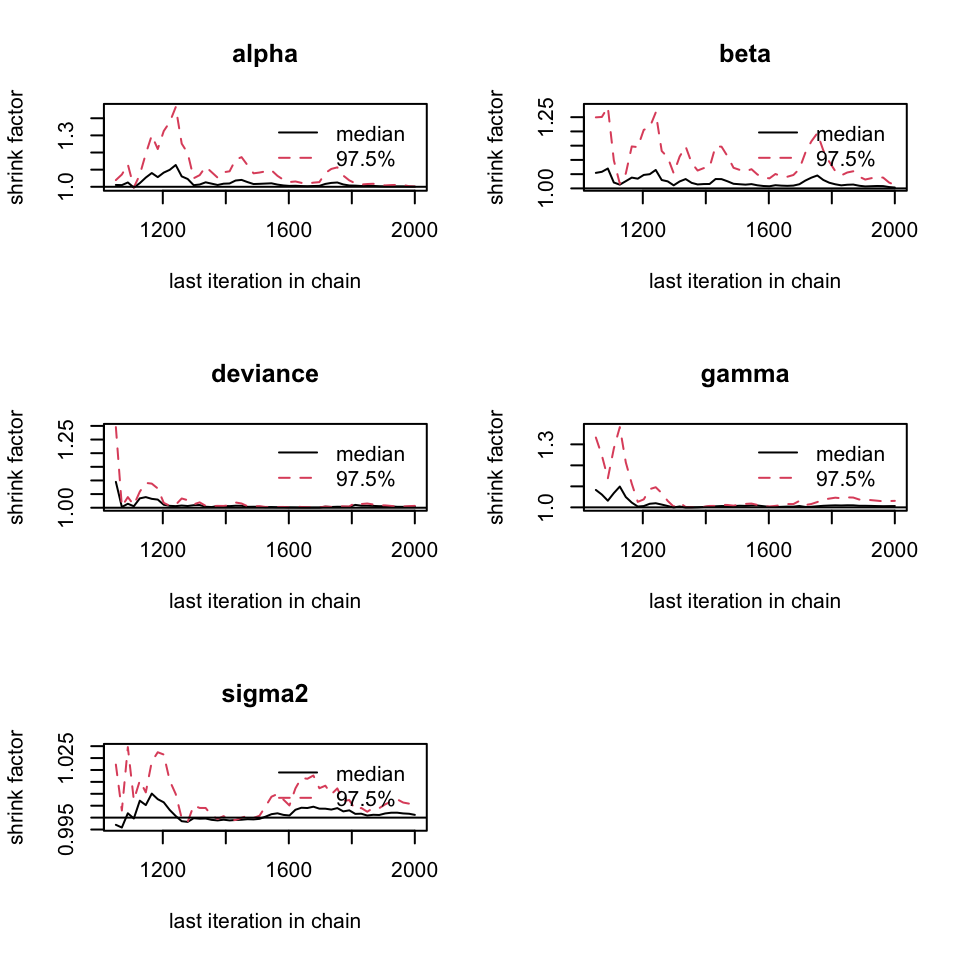 alpha
shrink factor
1.0 1.3
median
97.5%
1200 1600 2000
last iteration in chain
beta
shrink factor
1.00 1.25
median
97.5%
1200 1600 2000
last iteration in chain
deviance
shrink factor
1.00 1.25
median
97.5%
1200 1600 2000
last iteration in chain
gamma
shrink factor
1.0 1.3
median
97.5%
1200 1600 2000
last iteration in chain
sigma2
shrink factor
0.995 1.025
median
97.5%
1200 1600 2000
last iteration in chain